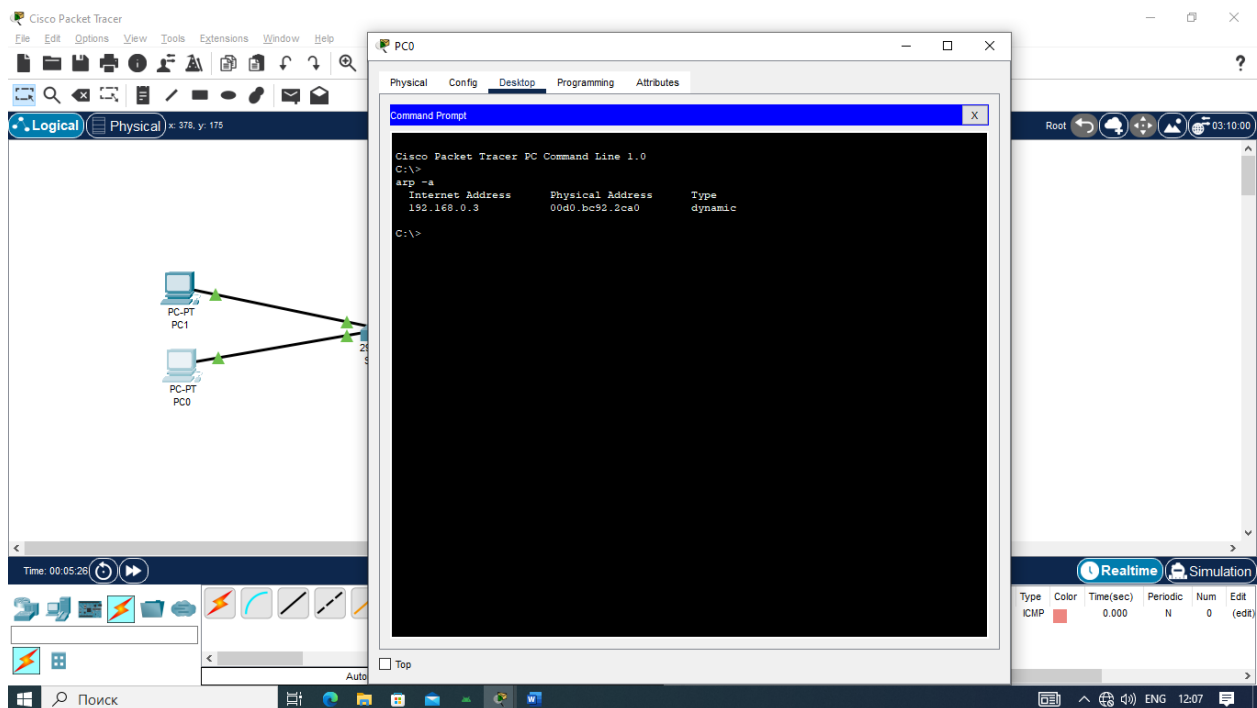 Cisco Packet Tracer
File Edit Options View Tools Extensions Window Help
?
Logical Physical x: 378, y: 175
Root 03:10:00
PC-PT
PC1
PC-PT
PC0
29
S
PC0
Physical Config Desktop Programming Attributes
Command Prompt X
Cisco Packet Tracer PC Command Line 1.0
C:\>
arp -a
Internet Address Physical Address Type
192.168.0.3 00d0.bc92.2ca0 dynamic
C:\>
Top
Time: 00:05:26
Realtime Simulation
Auto
Type Color Time(sec) Periodic Num Edit
ICMP 0.000 N 0 (edit)
Поиск
ENG 12:07